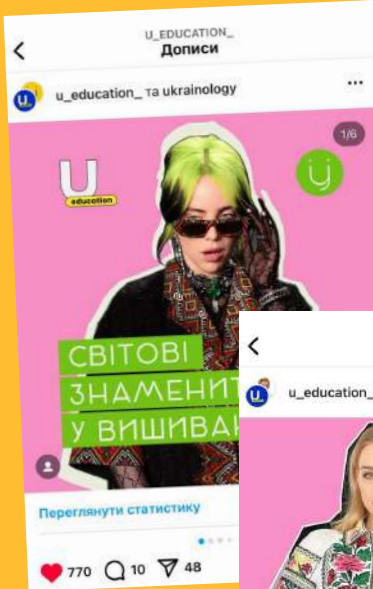 U_EDUCATION_
Дописи
U.
u_education_ та ukrainology
1/6
U
education
СВІТОВІ
У ВИШИВА
Переглянути статистику
770 10 48
u_education_